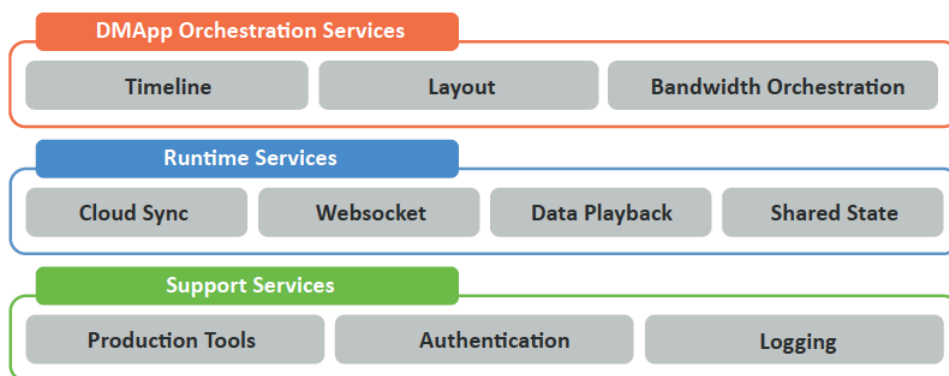 DMApp Orchestration Services
Timeline
Layout
Bandwidth Orchestration
Runtime Services
Cloud Sync
Websocket
Data Playback
Shared State
Support Services
Production Tools
Authentication
Logging